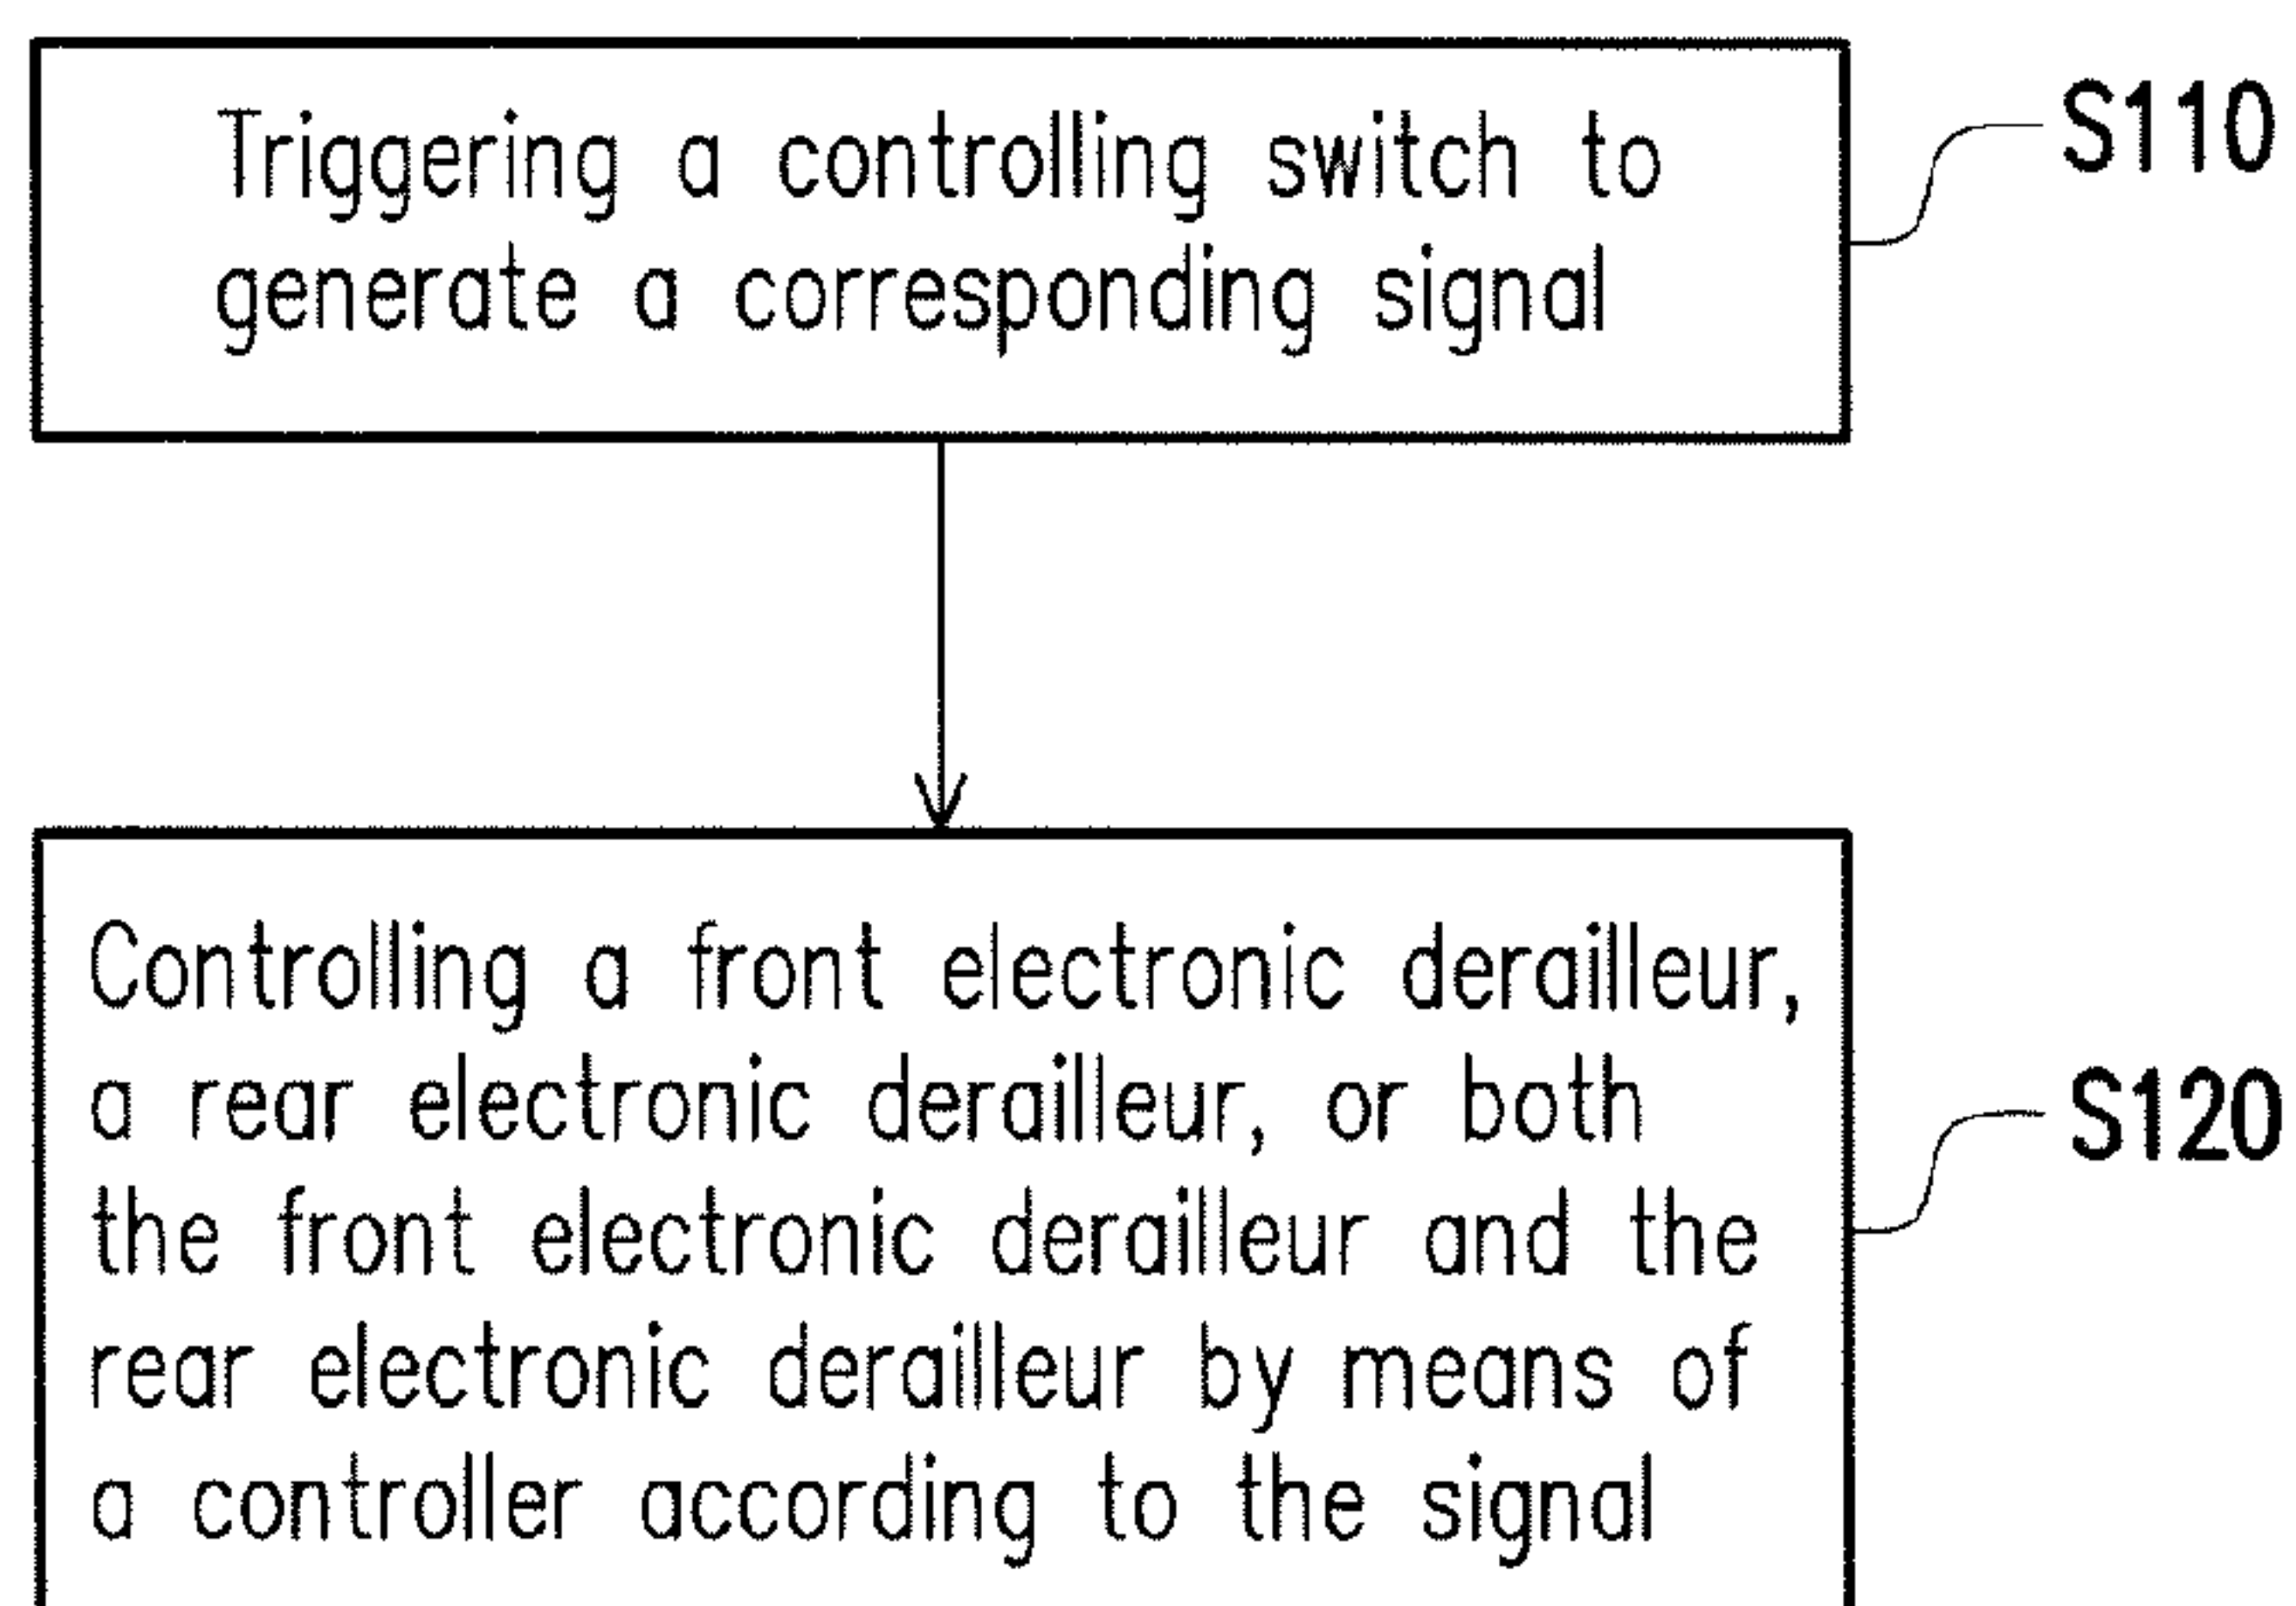 Triggering a controlling switch to
generate a corresponding signal
S110
Controlling a front electronic derailleur,
a rear electronic derailleur, or both
the front electronic derailleur and the
rear electronic derailleur by means of
a controller according to the signal
S120